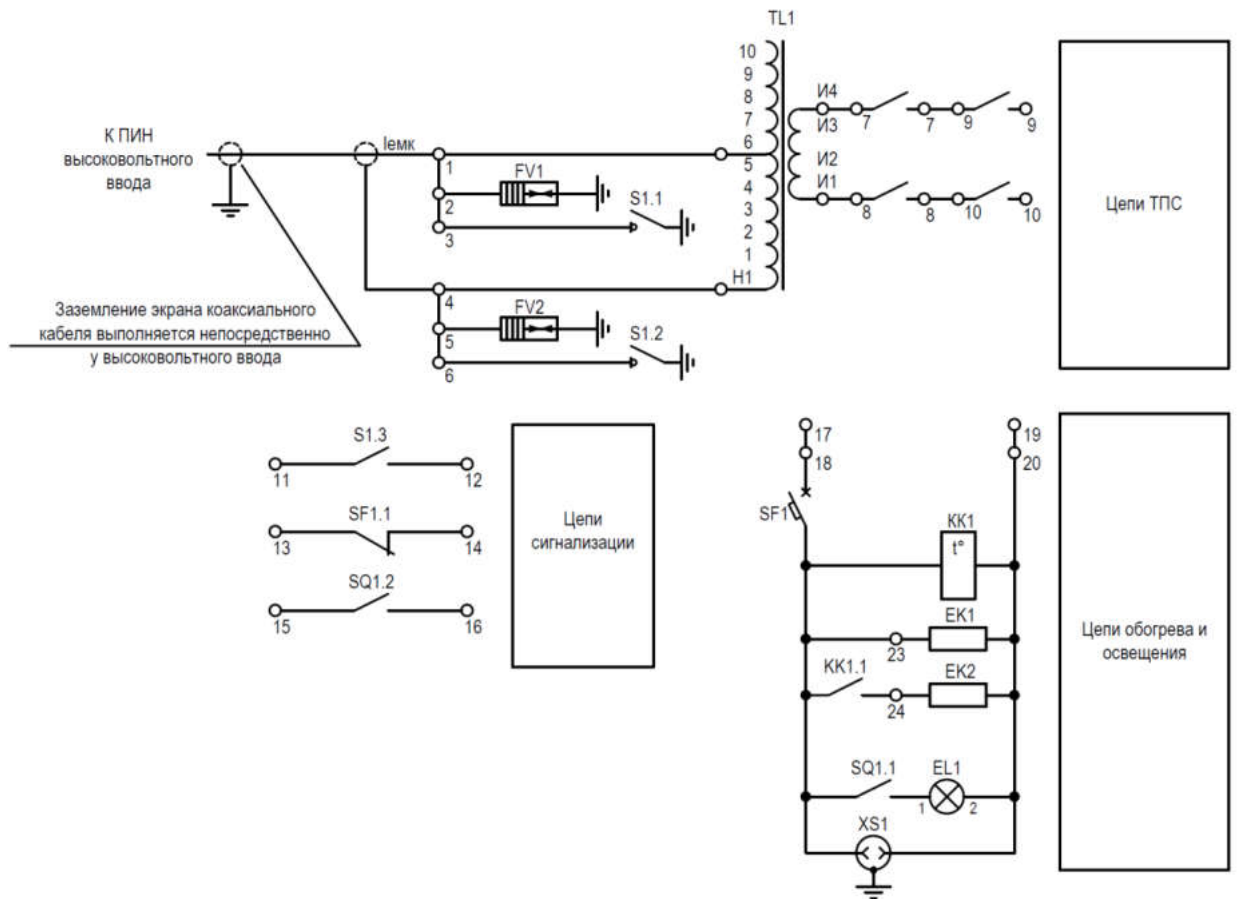 TL1
10
9
8
7
6
5
4
3
2
1
Н1
И4
И3
И2
И1
7
7
9
9
8
8
10
10
Цепи ТПС
К ПИН
высоковольтного
ввода
Iемк
1
2
3
FV1
S1.1
4
5
6
FV2
S1.2
Заземление экрана коаксиального
кабеля выполняется непосредственно
у высоковольтного ввода
S1.3
11
12
SF1.1
13
14
SQ1.2
15
16
Цепи
сигнализации
17
18
19
20
SF1
КК1
t°
EK1
23
КК1.1
EK2
24
SQ1.1
EL1
1
2
XS1
Цепи обогрева и
освещения